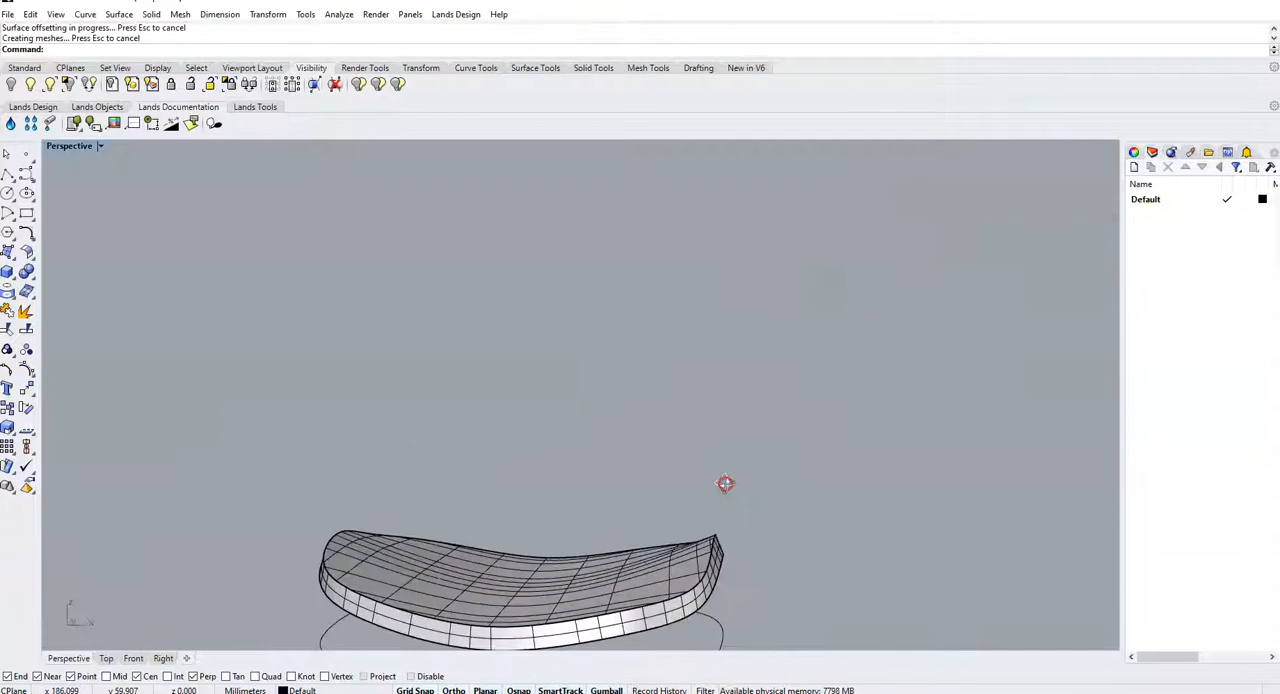 File Edit View Curve Surface Solid Mesh Dimension Transform Tools Analyze Render Panels Lands Design Help
Surface offsetting in progress... Press Esc to cancel
Creating meshes... Press Esc to cancel
Command:
Standard CPlanes Set View Display Select Viewport Layout Visibility Render Tools Transform Curve Tools Surface Tools Solid Tools Mesh Tools Drafting New in V6
Lands Design Lands Objects Lands Documentation Lands Tools
Perspective
Name M
Default
z
Perspective Top Front Right
End Near Point Mid Cen Int Perp Tan Quad Knot Vertex Project Disable
CPlane x 186.099 y 59.907 z 0.000 Millimeters Default Grid Snap Ortho Planar Osnap SmartTrack Gumball Record History Filter Available physical memory: 7798 MB